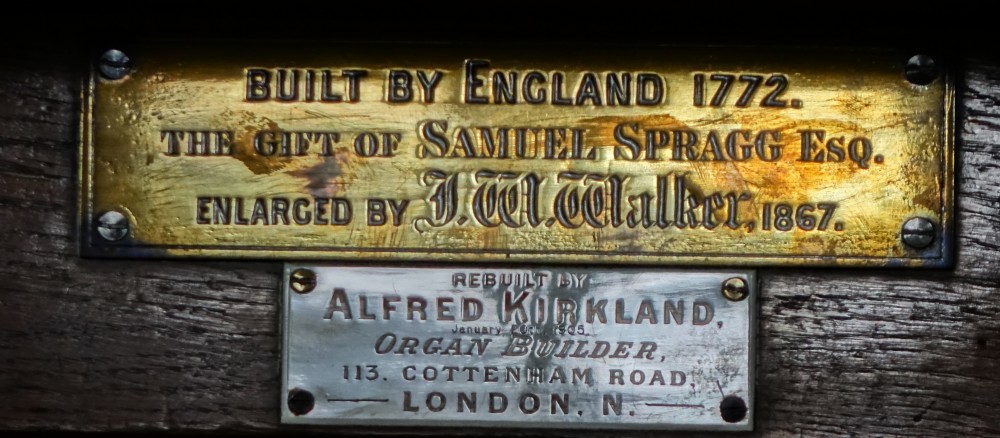 BUILT BY ENGLAND 1772.
THE GIFT OF SAMUEL SPRAGG ESQ.
ENLARGED BY J.W.Walker, 1867.
REBUILT BY
ALFRED KIRKLAND,
January 1905
ORGAN BUILDER,
113. COTTENHAM ROAD,
LONDON. N.